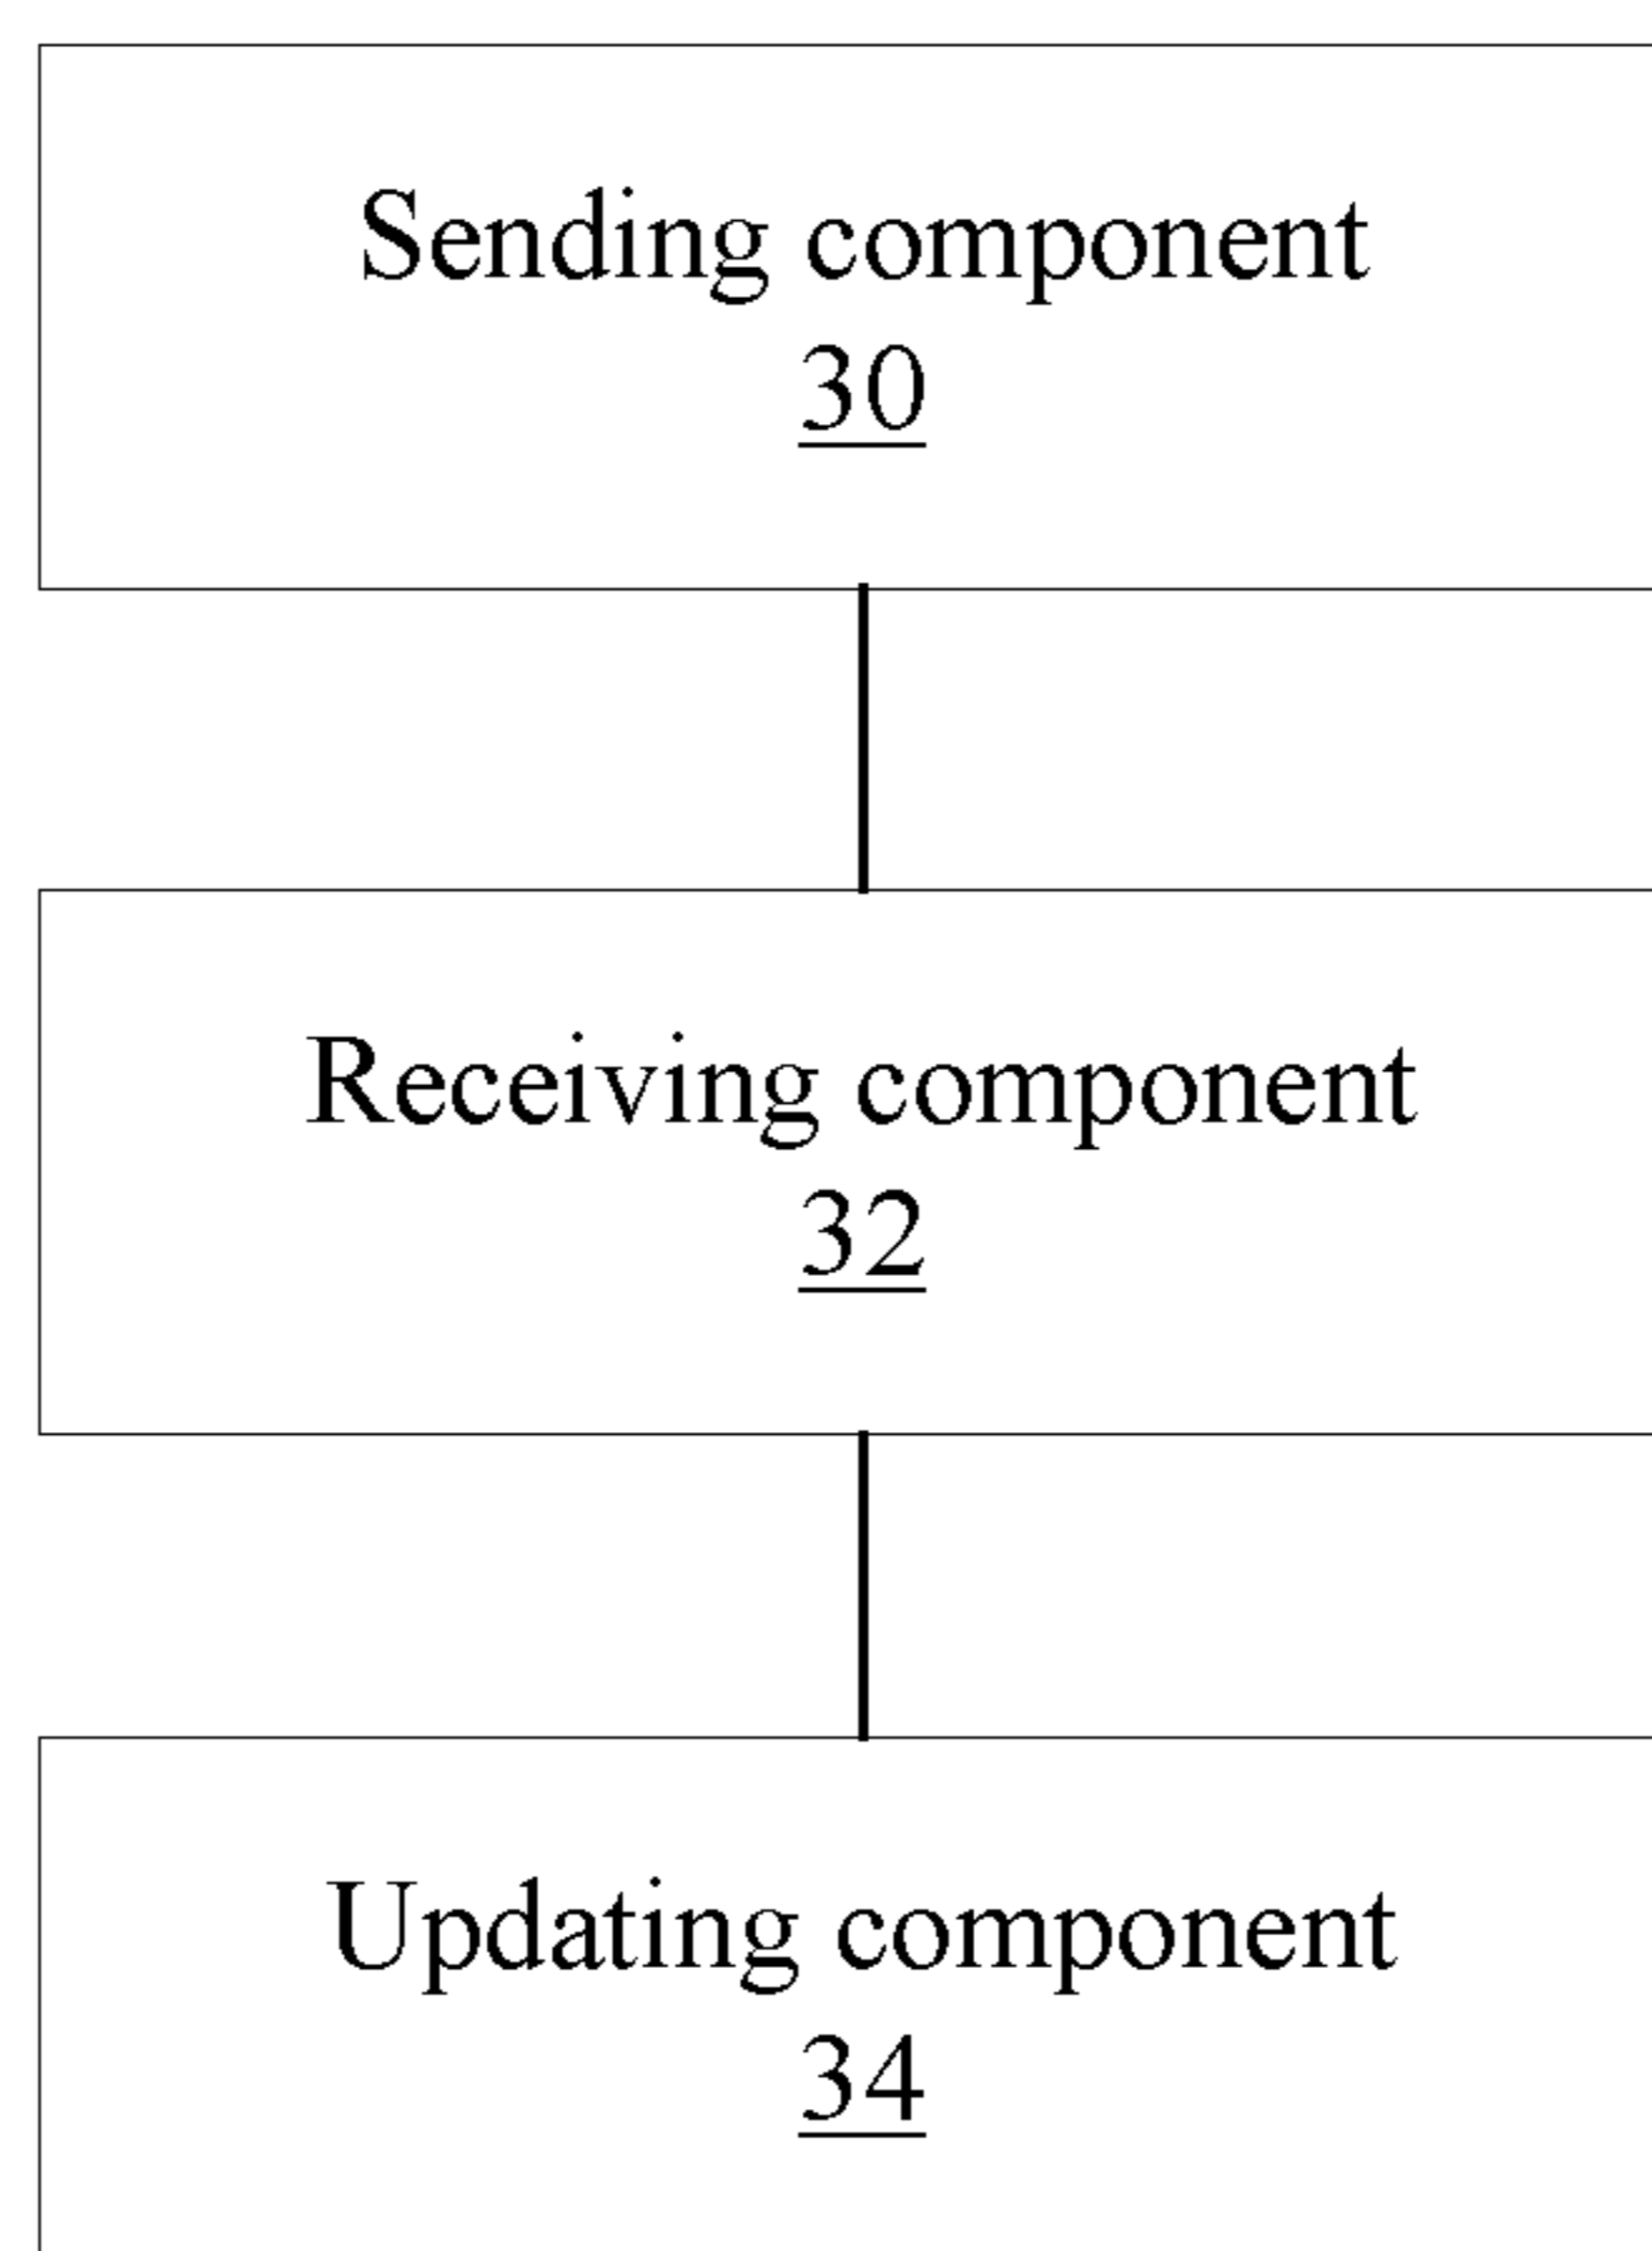 Sending component
30
Receiving component
32
Updating component
34